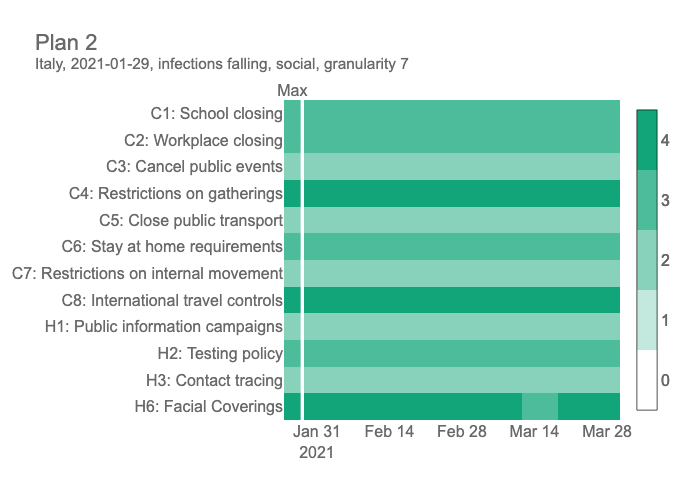 Plan 2
Italy, 2021-01-29, infections falling, social, granularity 7
Max
C1: School closing
C2: Workplace closing
C3: Cancel public events
C4: Restrictions on gatherings
C5: Close public transport
C6: Stay at home requirements
C7: Restrictions on internal movement
C8: International travel controls
H1: Public information campaigns
H2: Testing policy
H3: Contact tracing
H6: Facial Coverings
Jan 31 Feb 14 Feb 28 Mar 14 Mar 28
2021
4
3
2
1
0